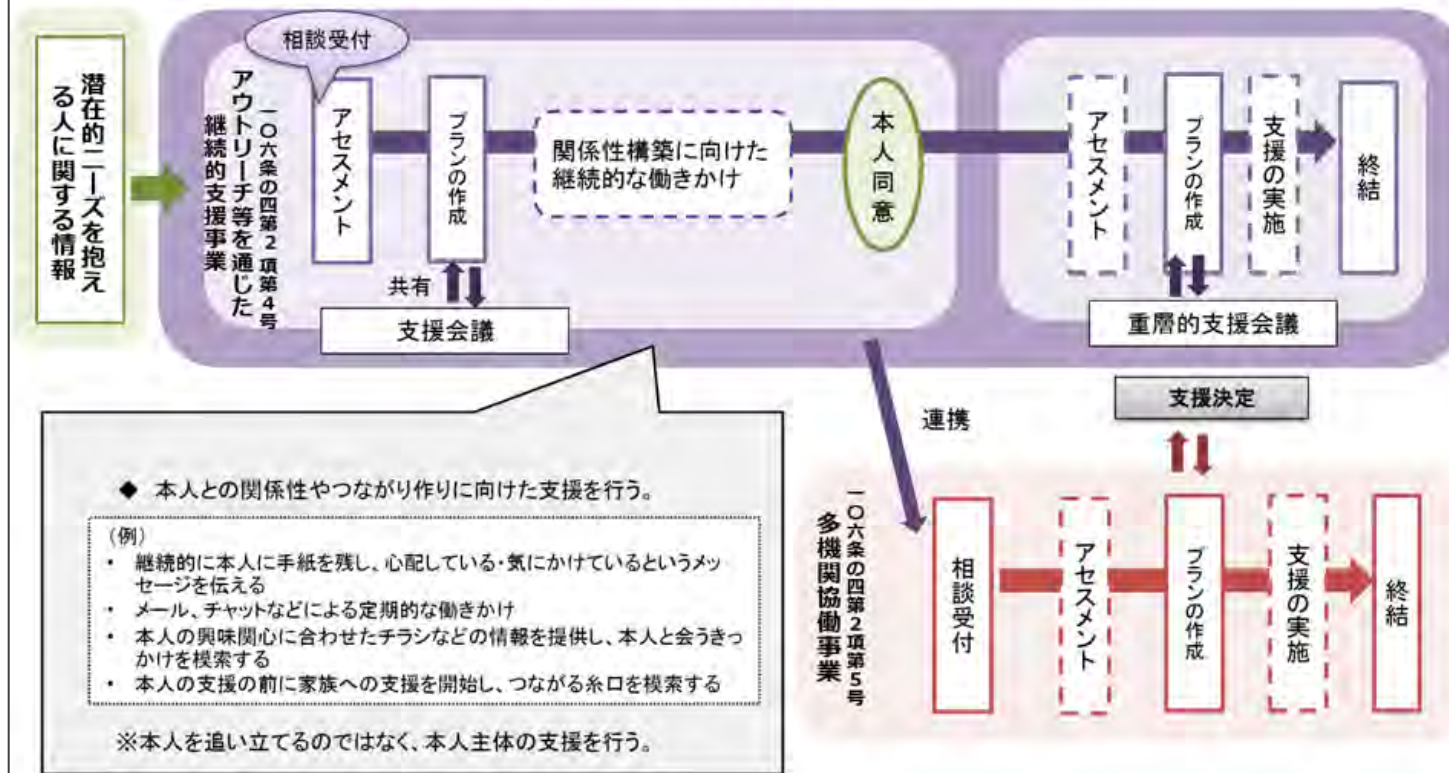 潜在的ニーズを抱え
る人に関する情報
一〇六条の四第2項第4号
アウトリーチ等を通じた
継続的支援事業
相談受付
アセスメント
プランの作成
共有
支援会議
関係性構築に向けた
継続的な働きかけ
本人同意
アセスメント
プランの作成
支援の実施
終結
重層的支援会議
支援決定
連携
◆ 本人との関係性やつながり作りに向けた支援を行う。
(例)
・ 継続的に本人に手紙を残し、心配している・気にかけているというメッ
セージを伝える
・ メール、チャットなどによる定期的な働きかけ
・ 本人の興味関心に合わせたチラシなどの情報を提供し、本人と会うきっ
かけを模索する
・ 本人の支援の前に家族への支援を開始し、つながる糸口を模索する
※本人を追い立てるのではなく、本人主体の支援を行う。
一〇六条の四第2項第5号
多機関協働事業
相談受付
アセスメント
プランの作成
支援の実施
終結